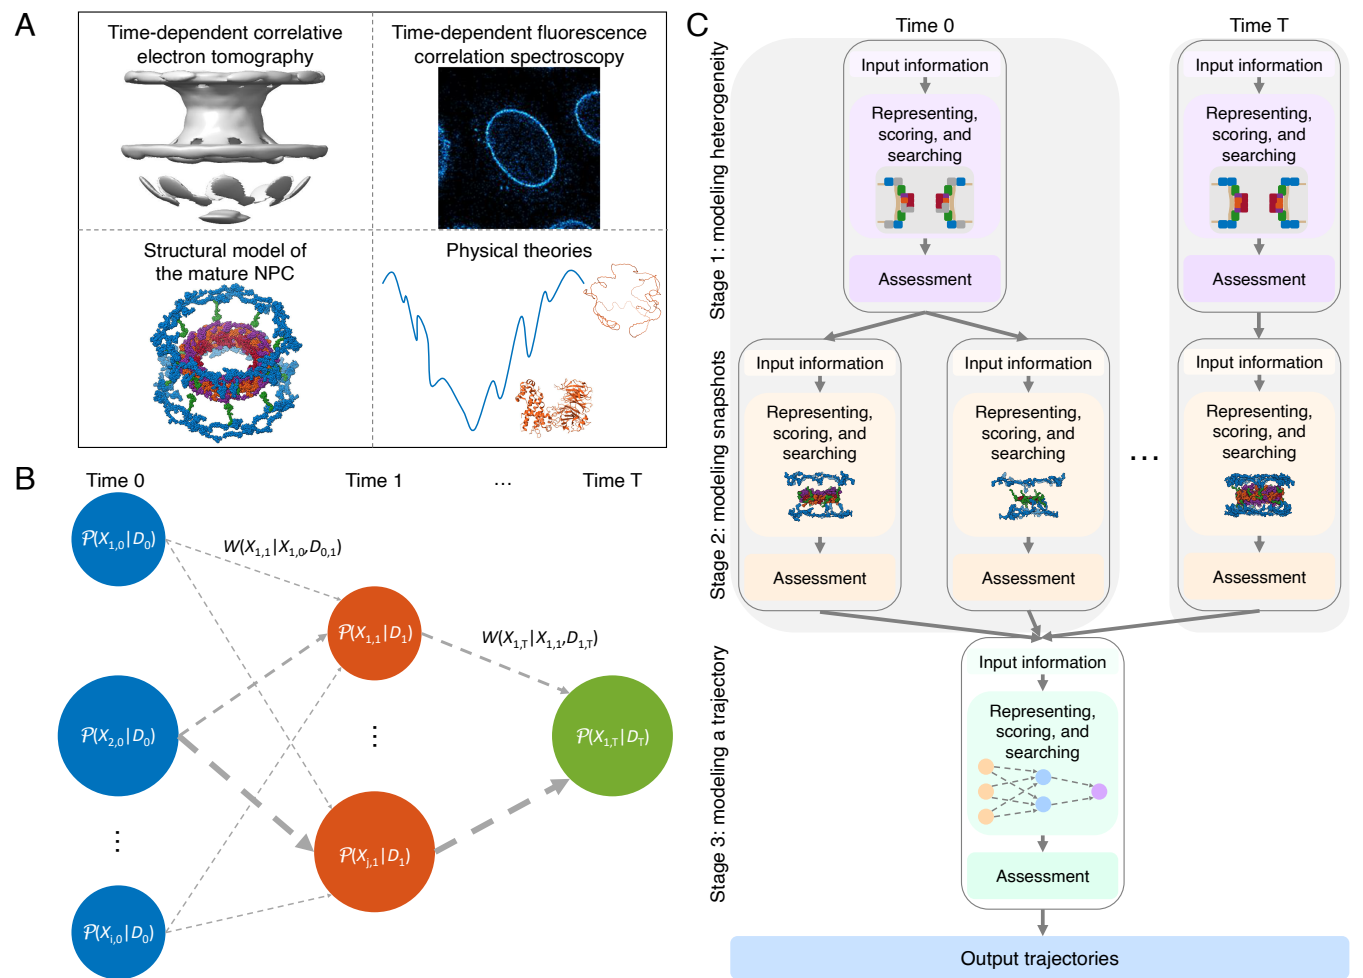 A
Time-dependent correlative
electron tomography
Time-dependent fluorescence
correlation spectroscopy
Structural model of
the mature NPC
Physical theories
B
Time 0
Time 1
...
Time T
P(X1,0|D0)
W(X1,1|X1,0,D0,1)
P(X1,1|D1)
W(X1,T|X1,1,D1,T)
P(X2,0|D0)
P(X1,T|DT)
P(Xj,1|D1)
P(Xi,0|D0)
C
Time 0
Time T
Stage 1: modeling heterogeneity
Input information
Representing,
scoring, and
searching
Assessment
Input information
Representing,
scoring, and
searching
Assessment
Stage 2: modeling snapshots
Input information
Representing,
scoring, and
searching
Assessment
Input information
Representing,
scoring, and
searching
Assessment
...
Input information
Representing,
scoring, and
searching
Assessment
Stage 3: modeling a trajectory
Input information
Representing,
scoring, and
searching
Assessment
Output trajectories